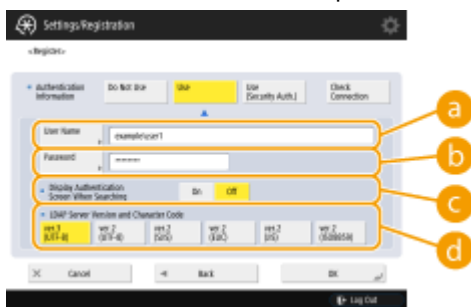 Settings/Registration
<Register>
Authentication Information
Do Not Use
Use
Use (Security Auth.)
Check Connection
User Name
example\user1
Password
********
Display Authentication Screen When Searching
On
Off
LDAP Server Version and Character Code
ver.3 (UTF-8)
ver.2 (UTF-8)
ver.2 (SJIS)
ver.2 (EUC)
ver.2 (JIS)
ver.2 (ISO8859)
Cancel
Back
OK
Log Out
a
b
c
d